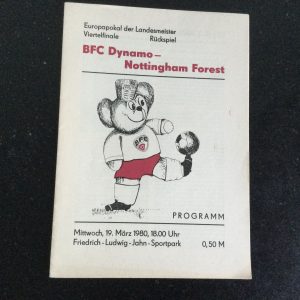 Europapokal der Landesmeister
Viertelfinale Rückspiel
BFC Dynamo –
Nottingham Forest
BFC
PROGRAMM
Mittwoch, 19. März 1980, 18.00 Uhr
Friedrich-Ludwig-Jahn-Sportpark 0,50 M